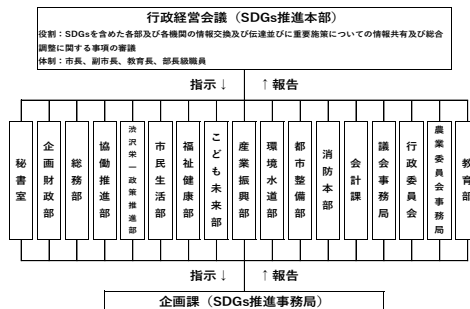 行政経営会議（SDGs推進本部）
役割：SDGsを含めた各部及び各機関の情報交換及び伝達並びに重要施策についての情報共有及び総合
調整に関する事項の審議
体制：市長、副市長、教育長、部長級職員
指示↓ ↑報告
秘書室
企画財政部
総務部
協働推進部
渋沢栄一政策推進部
市民生活部
福祉健康部
こども未来部
産業振興部
環境水道部
都市整備部
消防本部
会計課
議会事務局
行政委員会
農業委員会事務局
教育部
指示↓ ↑報告
企画課（SDGs推進事務局）